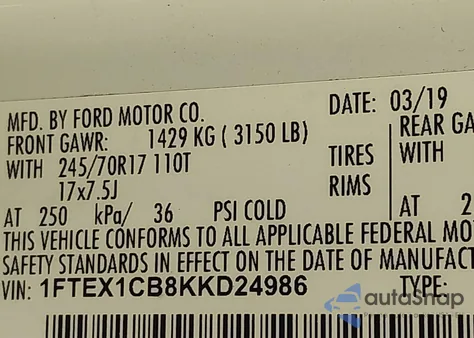 MFD. BY FORD MOTOR CO. DATE: 03/19
FRONT GAWR: 1429 KG ( 3150 LB) REAR GA
WITH 245/70R17 110T TIRES WITH
17x7.5J RIMS
AT 250 kPa/ 36 PSI COLD AT 2
THIS VEHICLE CONFORMS TO ALL APPLICABLE FEDERAL MO
SAFETY STANDARDS IN EFFECT ON THE DATE OF MANUFA
VIN: 1FTEX1CB8KKD24986 TYPE:
autosnap